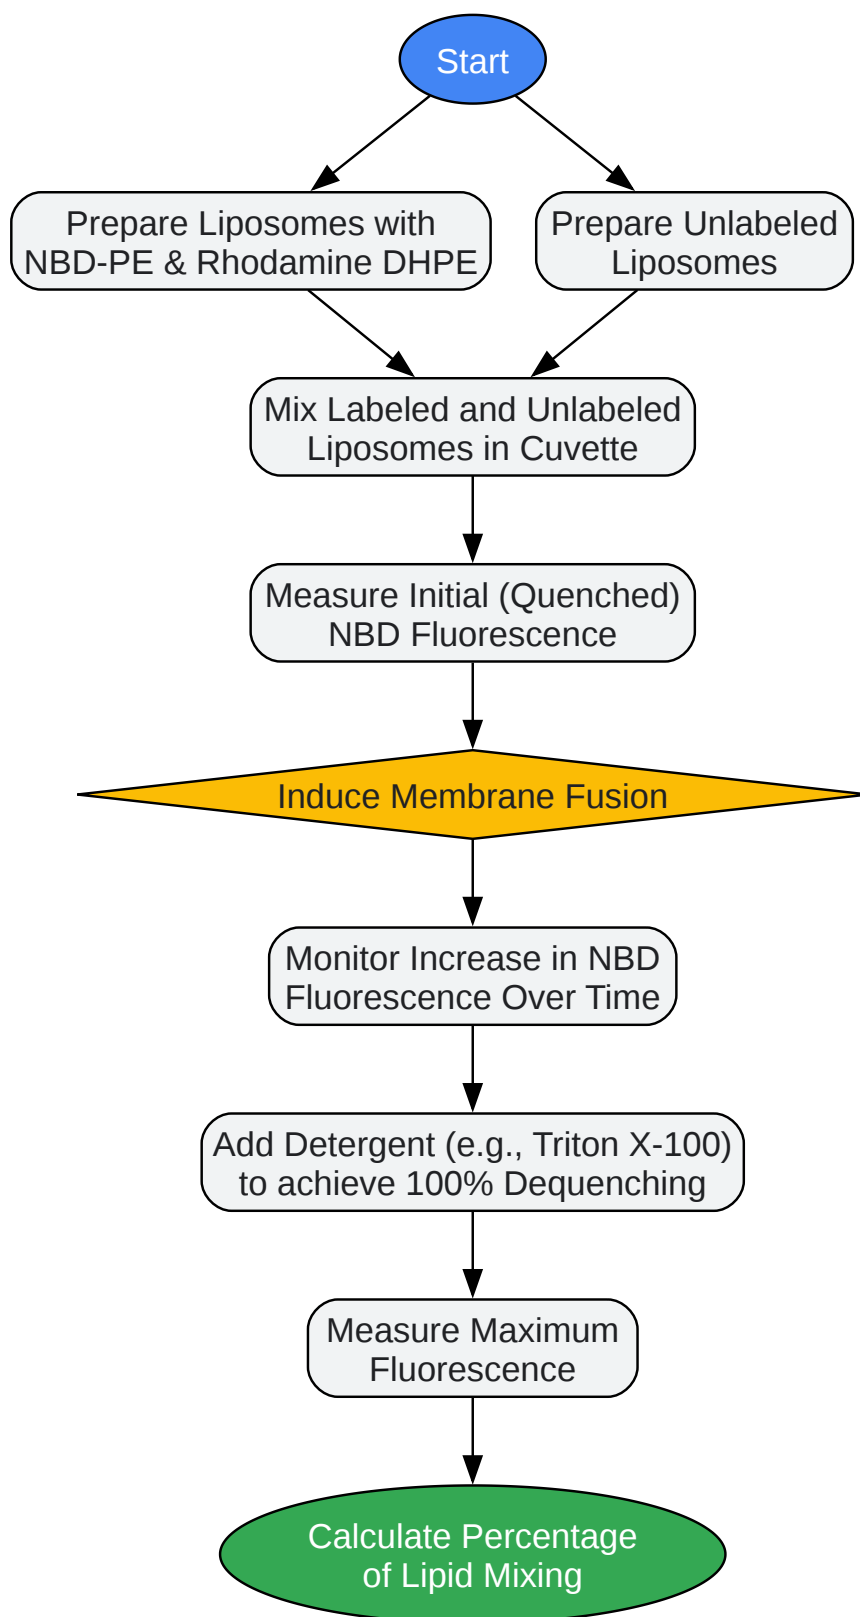 Start
Prepare Liposomes with
NBD-PE & Rhodamine DHPE
Prepare Unlabeled
Liposomes
Mix Labeled and Unlabeled
Liposomes in Cuvette
Measure Initial (Quenched)
NBD Fluorescence
Induce Membrane Fusion
Monitor Increase in NBD
Fluorescence Over Time
Add Detergent (e.g., Triton X-100)
to achieve 100% Dequenching
Measure Maximum
Fluorescence
Calculate Percentage
of Lipid Mixing